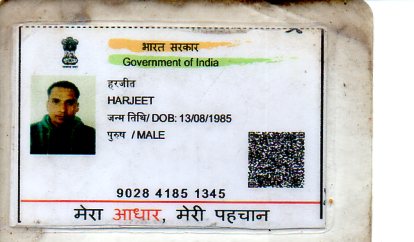 भारत सरकार
Government of India
हरजीत
HARJEET
जन्म तिथि/ DOB: 13/08/1985
पुरुष / MALE
9028 4185 1345
मेरा आधार, मेरी पहचान